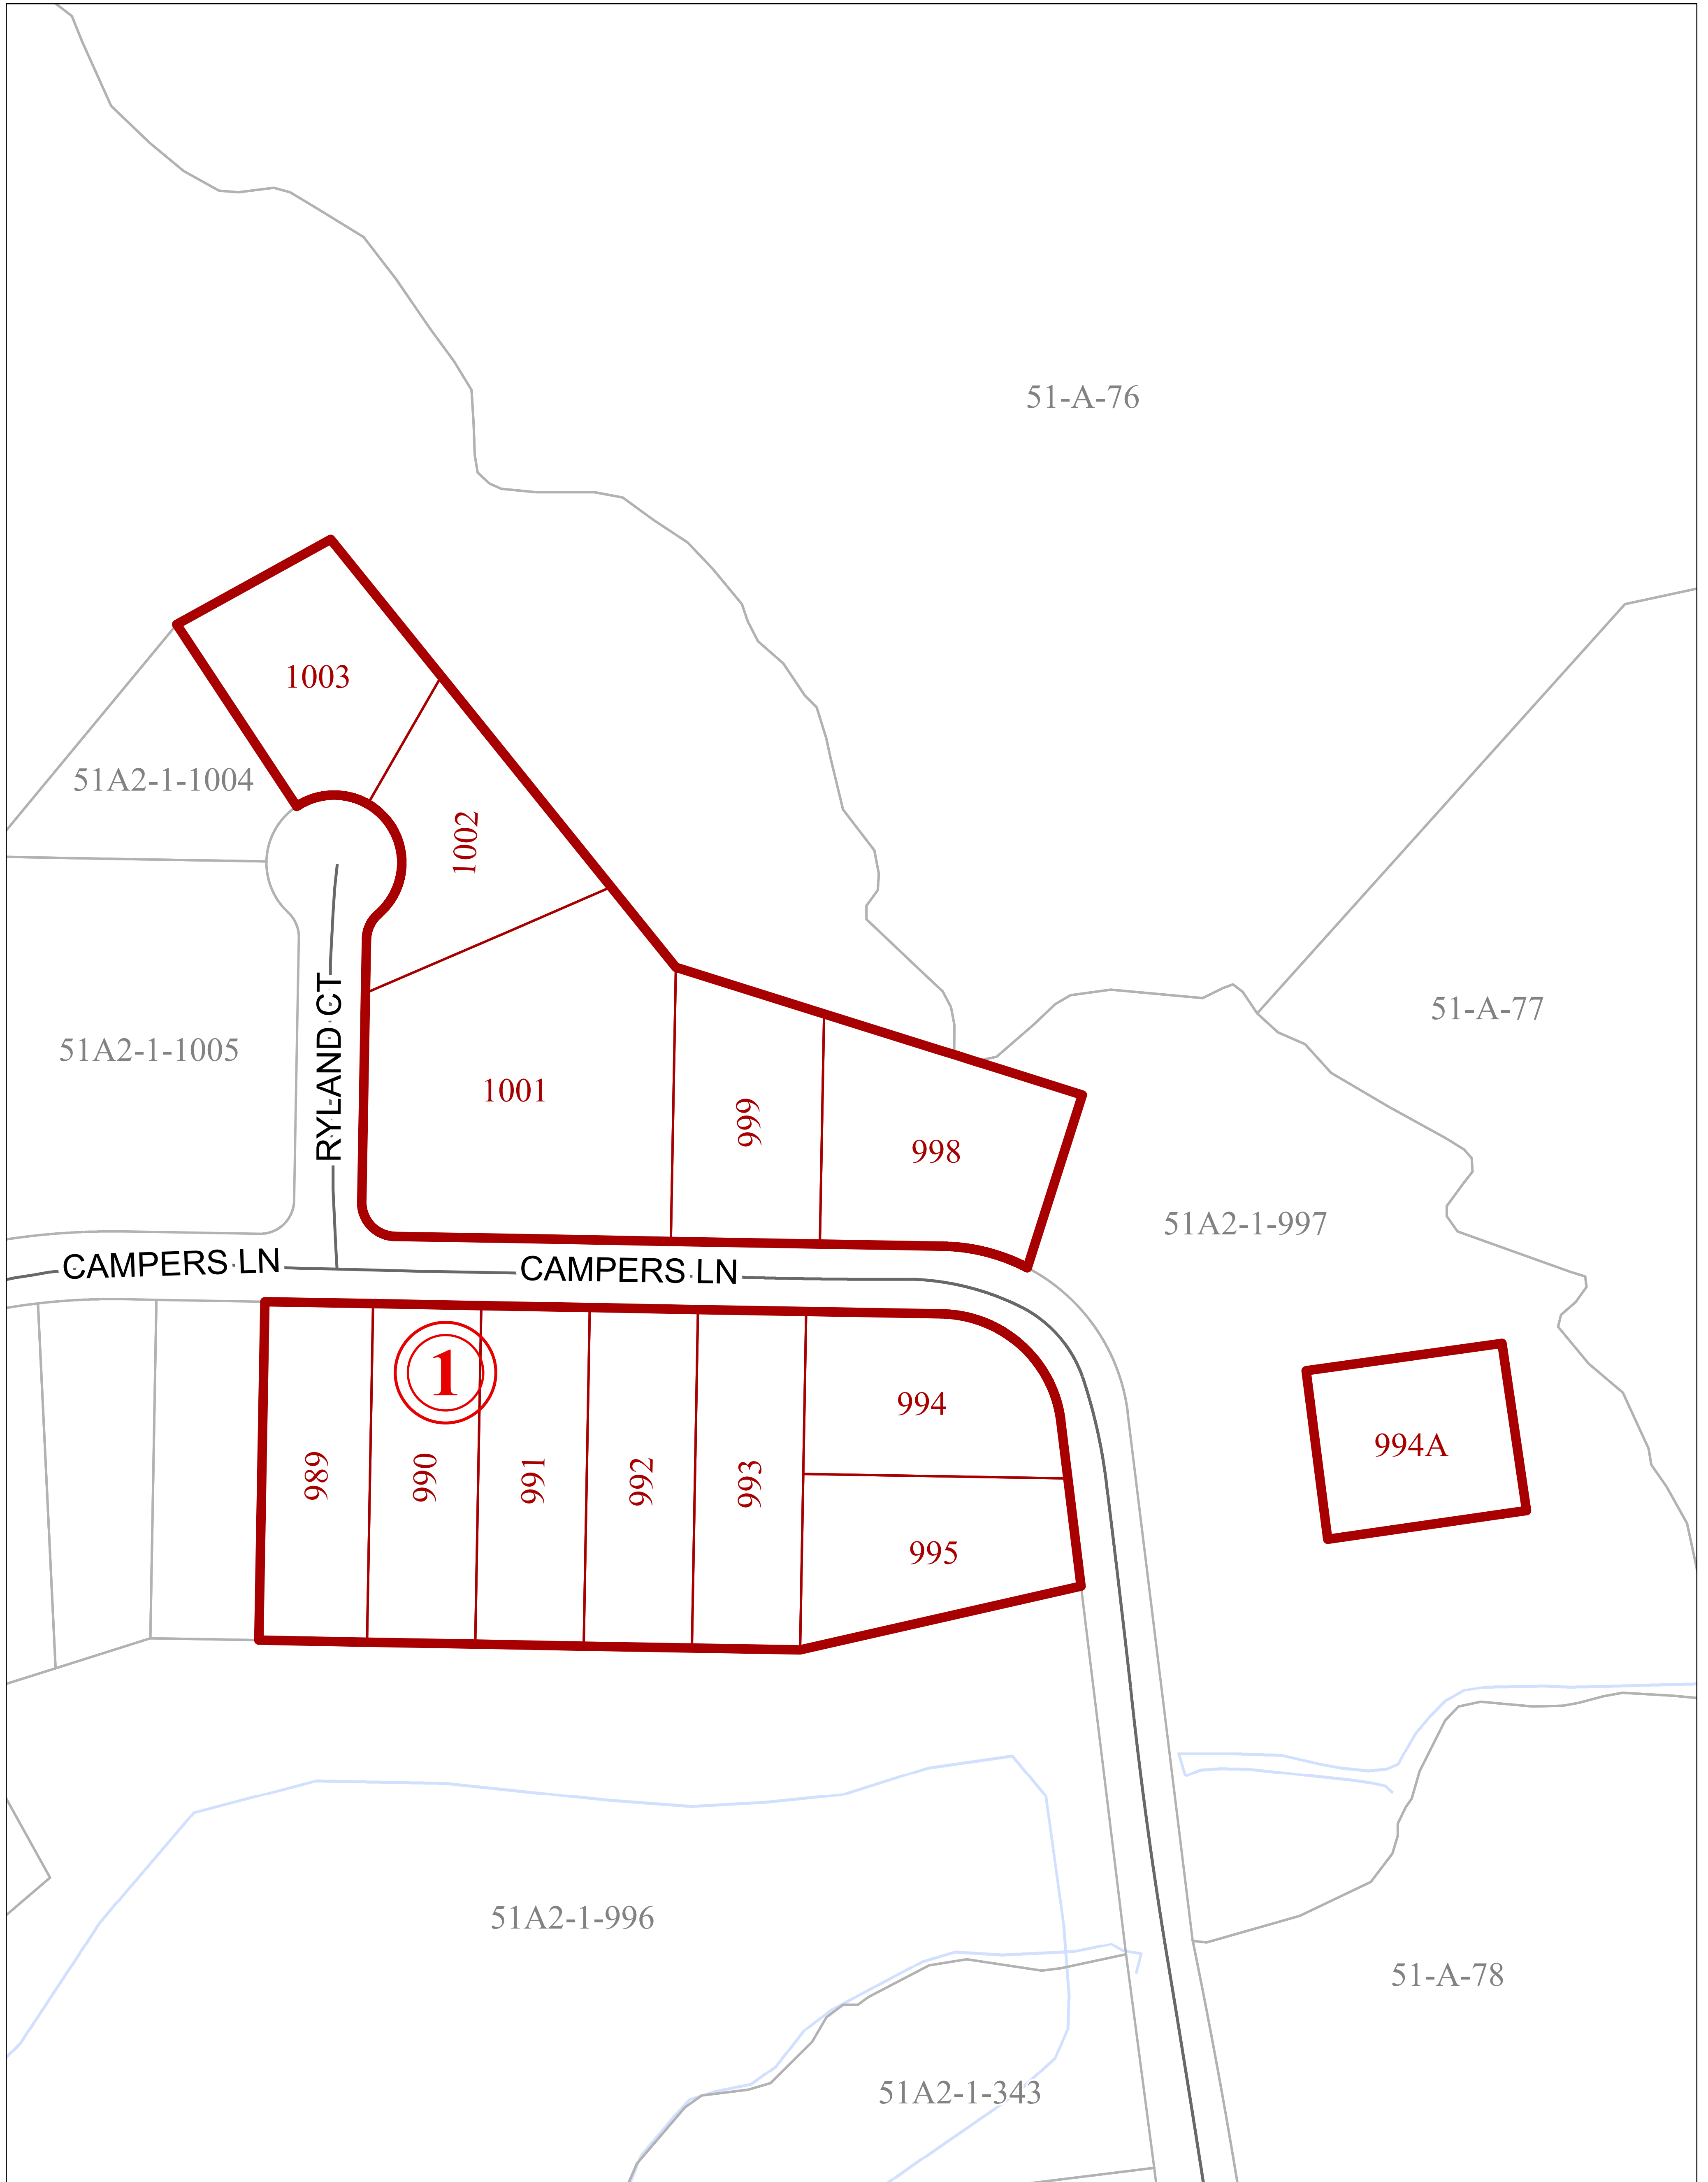 51-A-76
1003
51A2-1-1004
1002
51-A-77
RYLAND CT
51A2-1-1005
1001
999
998
51A2-1-997
CAMPERS LN
CAMPERS LN
1
994
994A
989
990
991
992
993
995
51A2-1-996
51-A-78
51A2-1-343